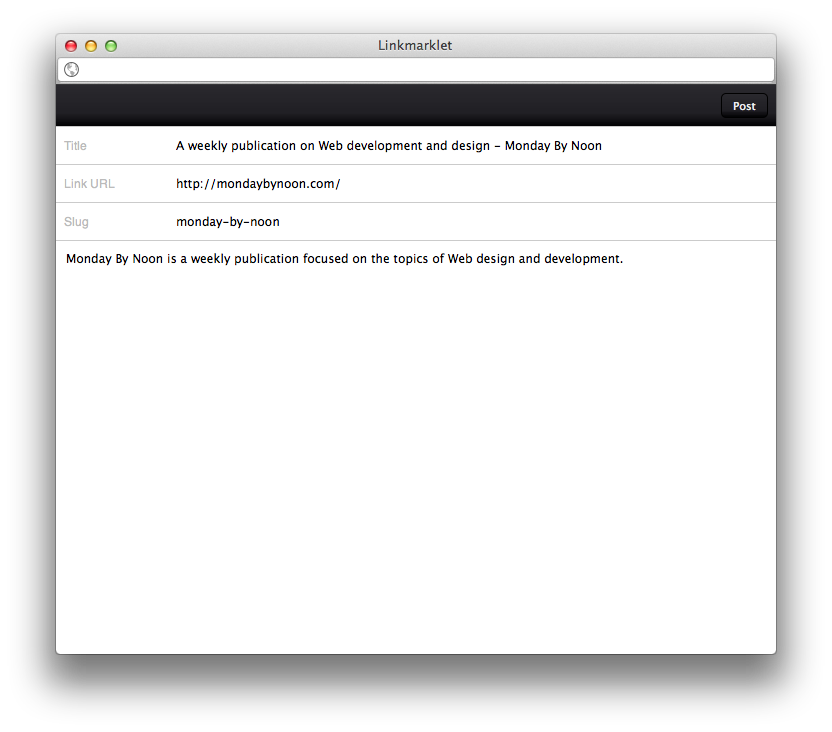 Linkmarklet
Post
Title A weekly publication on Web development and design – Monday By Noon
Link URL http://mondaybynoon.com/
Slug monday-by-noon
Monday By Noon is a weekly publication focused on the topics of Web design and development.